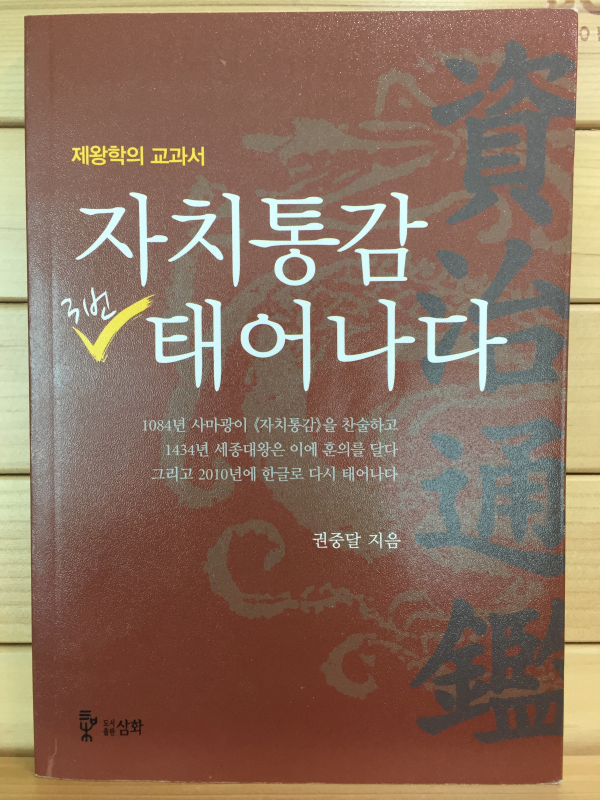 제왕학의 교과서
자치통감
국번
태어나다
1084년 사마광이 《자치통감》을 찬술하고
1434년 세종대왕은 이에 훈의를 달다
그리고 2010년에 한글로 다시 태어나다
권중달 지음
도서
출판
삼화
資治通鑑